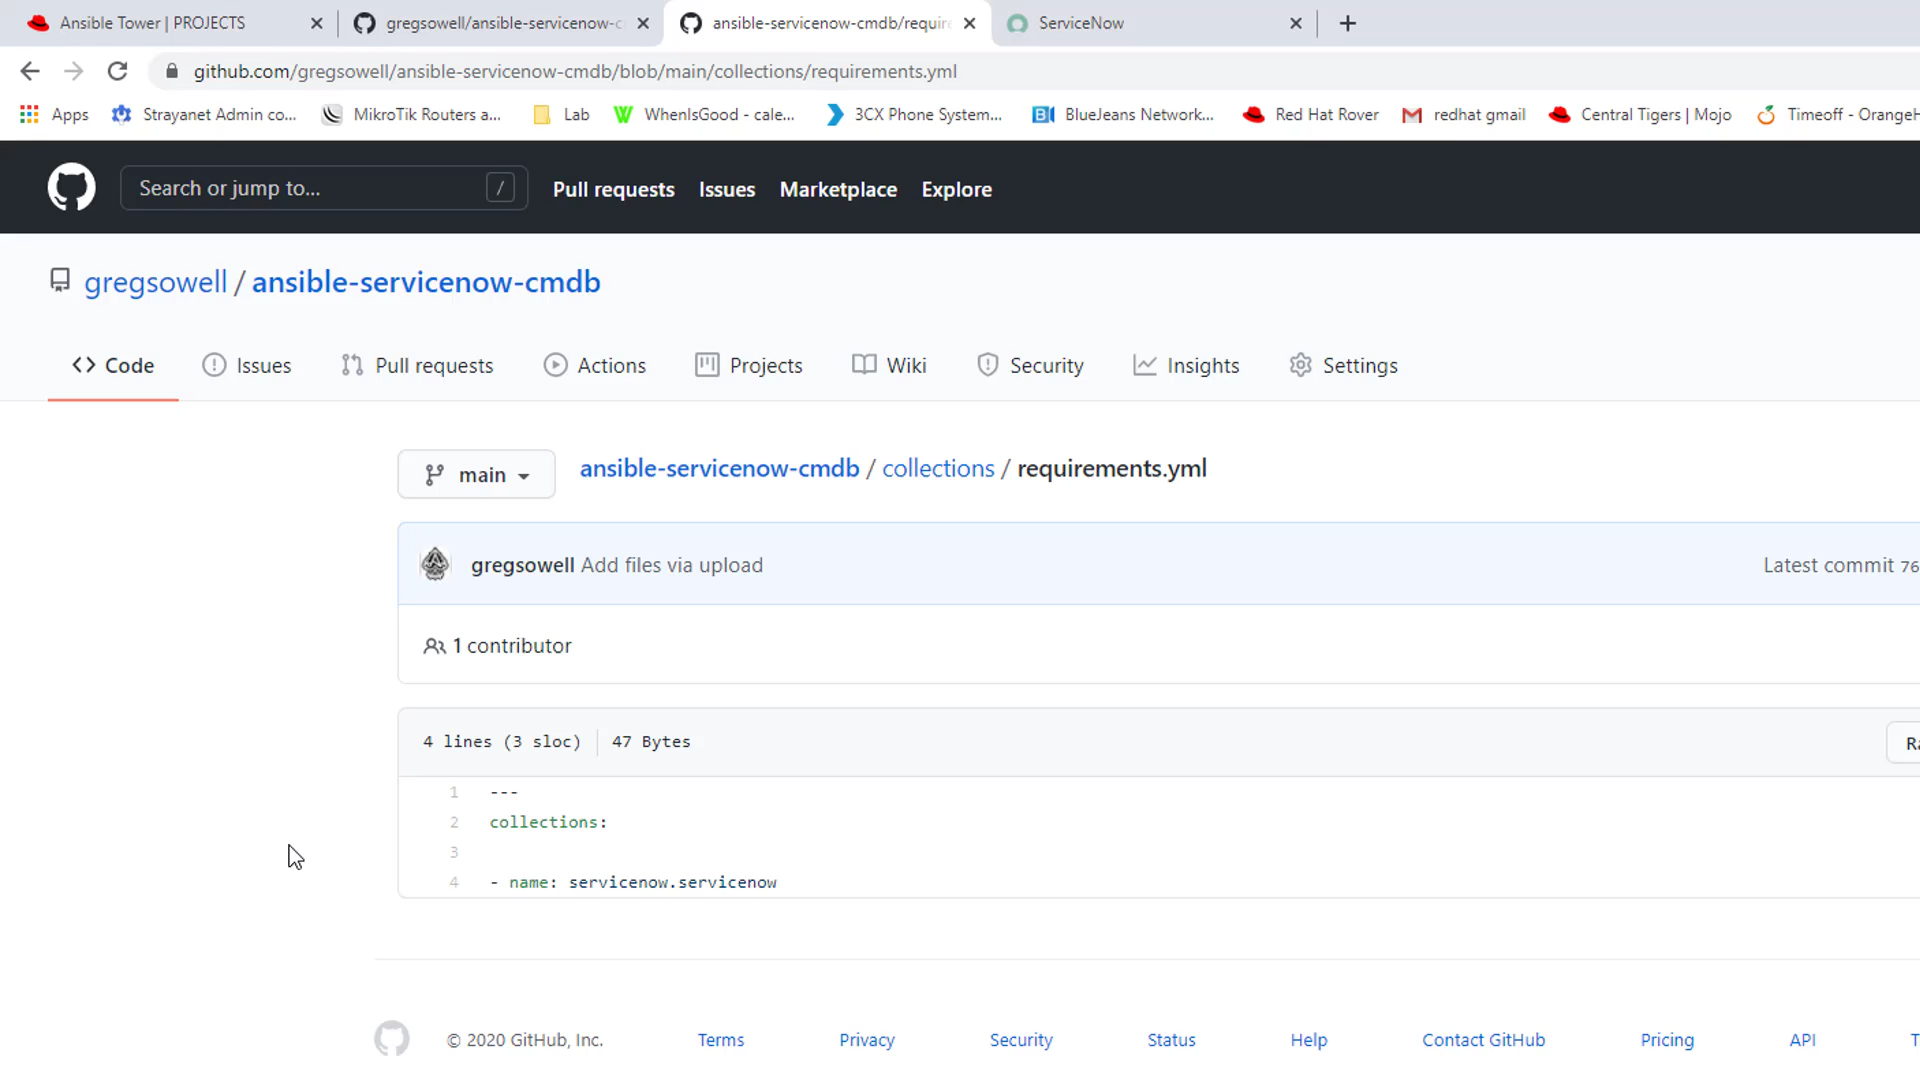 Ansible Tower | PROJECTS
gregsowell/ansible-servicenow-c
ansible-servicenow-cmdb/require
ServiceNow
github.com/gregsowell/ansible-servicenow-cmdb/blob/main/collections/requirements.yml
Apps
Strayanet Admin co...
MikroTik Routers a...
Lab
WhenIsGood - cale...
3CX Phone System...
BlueJeans Network...
Red Hat Rover
redhat gmail
Central Tigers | Mojo
Timeoff - OrangeH
Search or jump to...
/
Pull requests
Issues
Marketplace
Explore
gregsowell / ansible-servicenow-cmdb
Code
Issues
Pull requests
Actions
Projects
Wiki
Security
Insights
Settings
main
ansible-servicenow-cmdb / collections / requirements.yml
gregsowell Add files via upload
Latest commit 76
1 contributor
4 lines (3 sloc)
47 Bytes
Ra
1 ---
2 collections:
3
4 - name: servicenow.servicenow
© 2020 GitHub, Inc.
Terms
Privacy
Security
Status
Help
Contact GitHub
Pricing
API
T